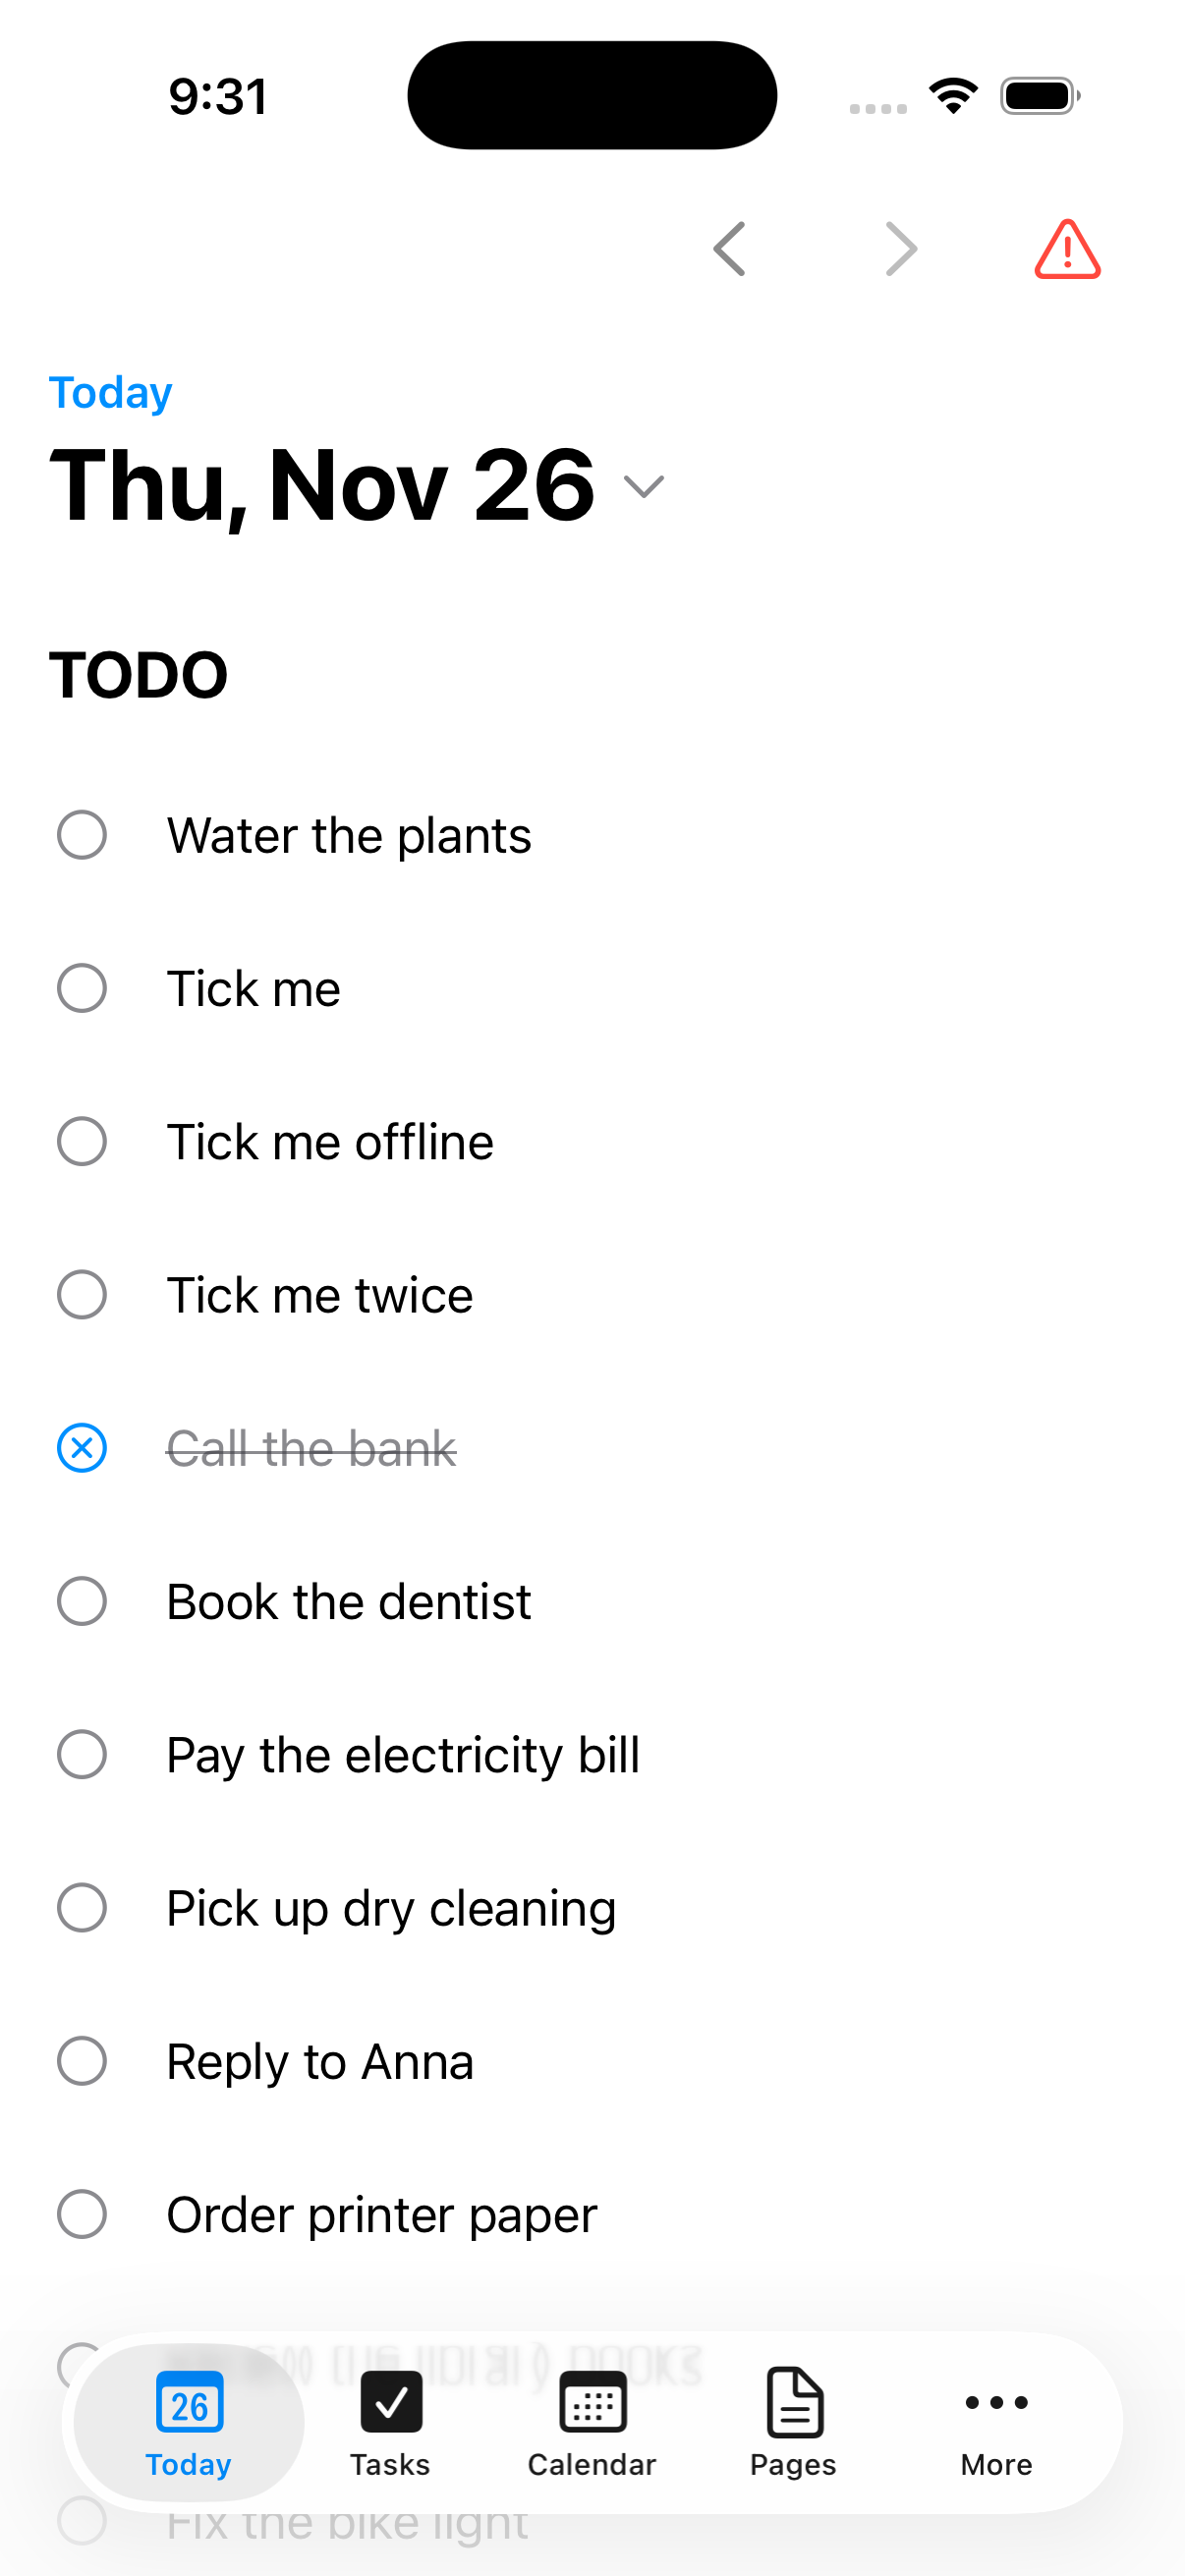 9:31
Today
Thu, Nov 26
TODO
Water the plants
Tick me
Tick me offline
Tick me twice
Call the bank
Book the dentist
Pay the electricity bill
Pick up dry cleaning
Reply to Anna
Order printer paper
26
Today
Tasks
Calendar
Pages
More
Fix the bike light